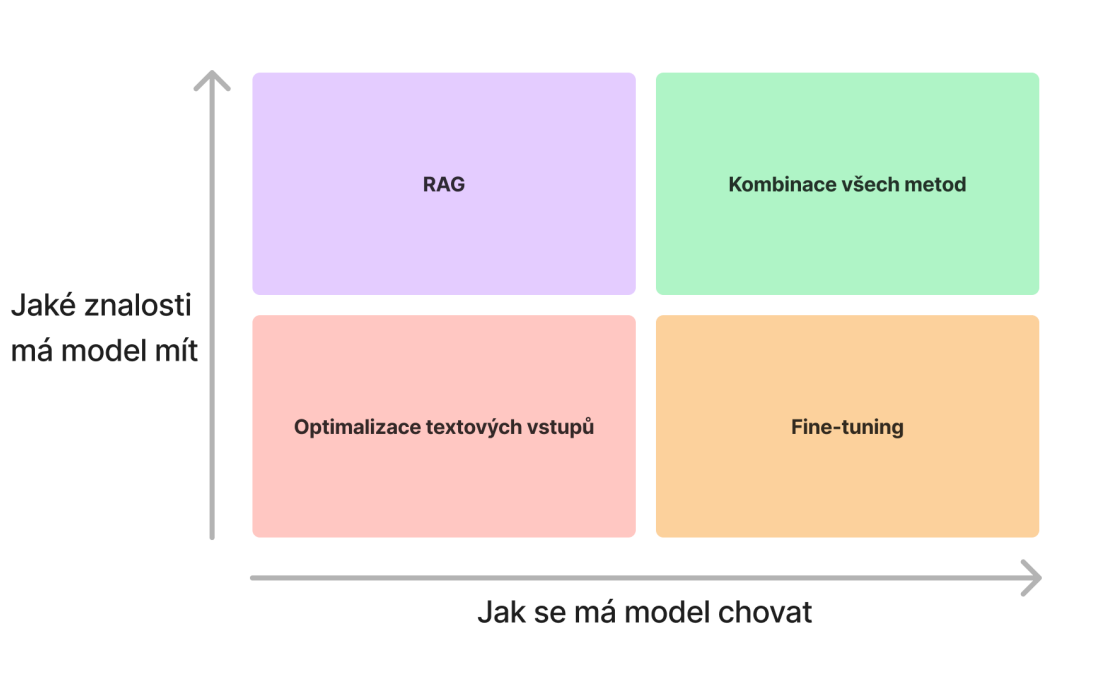 RAG
Kombinace všech metod
Jaké znalosti
má model mít
Optimalizace textových vstupů
Fine-tuning
Jak se má model chovat